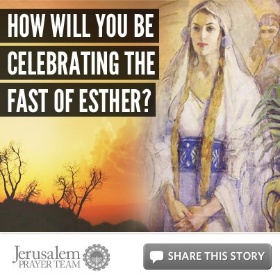 HOW WILL YOU BE
CELEBRATING THE
FAST OF ESTHER?
Jerusalem
PRAYER TEAM
SHARE THIS STORY